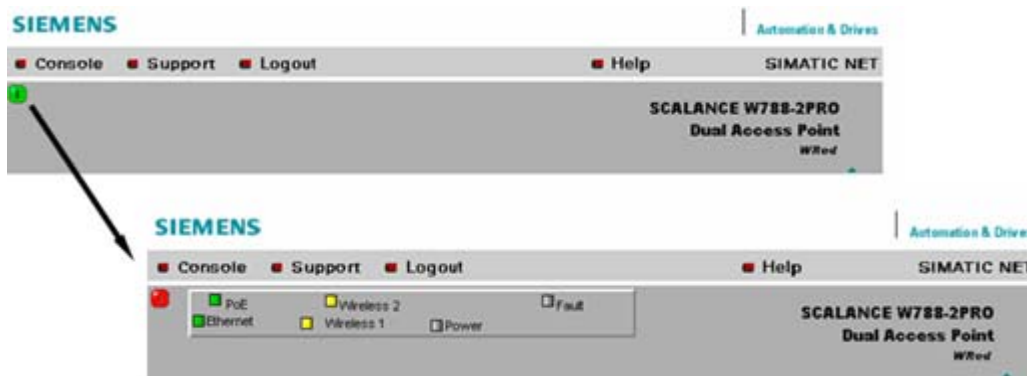 SIEMENS
Automation & Drives
Console Support Logout Help SIMATIC NET
SCALANCE W788-2PRO
Dual Access Point
WRed
SIEMENS
Automation & Drive
Console Support Logout Help SIMATIC NET
PoE Wireless 2 Fault
Ethernet Wireless 1 Power
SCALANCE W788-2PRO
Dual Access Point
WRed